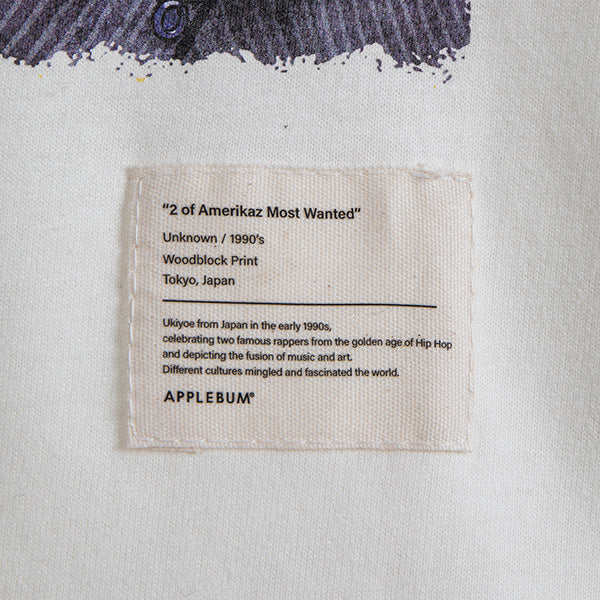 “2 of Amerikaz Most Wanted”
Unknown / 1990's
Woodblock Print
Tokyo, Japan
Ukiyoe from Japan in the early 1990s,
celebrating two famous rappers from the golden age of Hip Hop
and depicting the fusion of music and art.
Different cultures mingled and fascinated the world.
APPLEBUM®